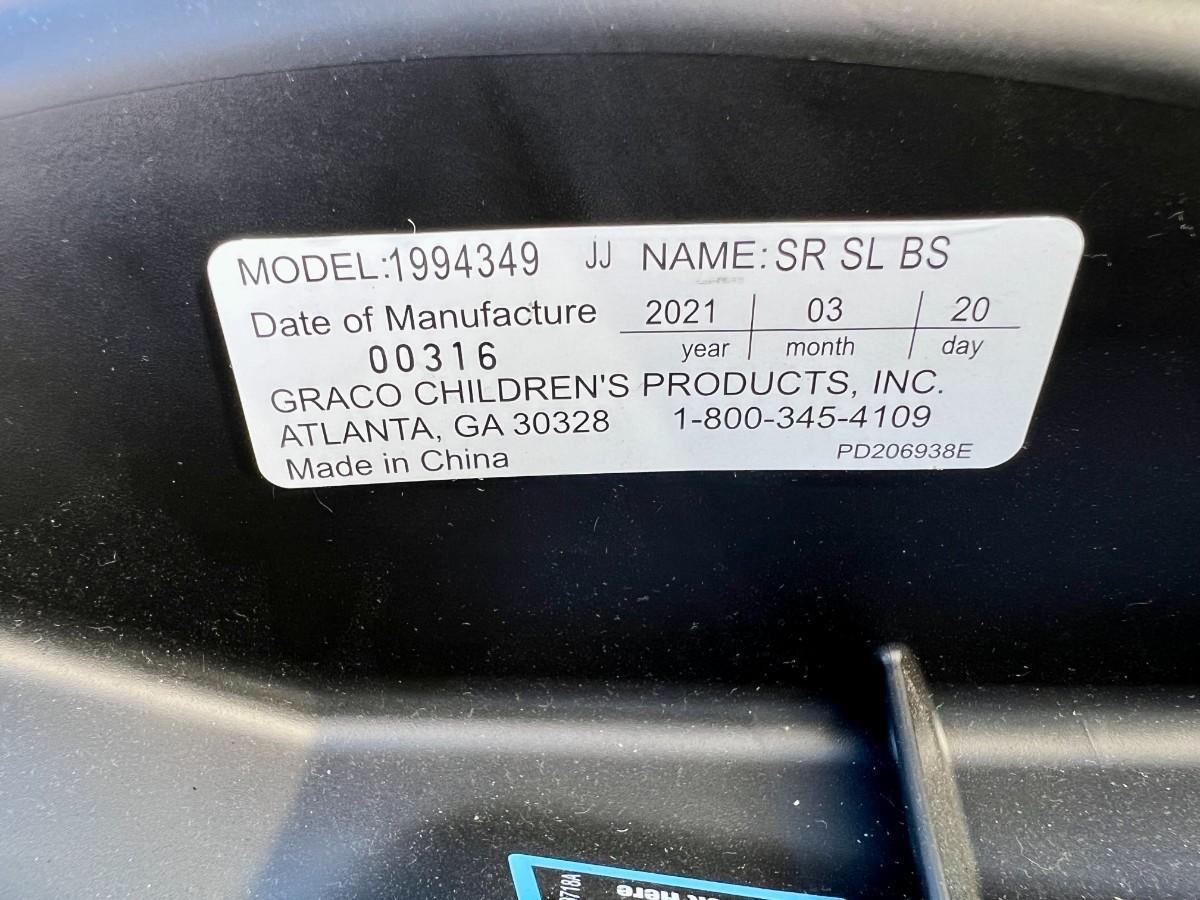 MODEL:1994349 JJ NAME: SR SL BS
Date of Manufacture 2021 03 20
00316 year month day
GRACO CHILDREN'S PRODUCTS, INC.
ATLANTA, GA 30328 1-800-345-4109
Made in China PD206938E
here